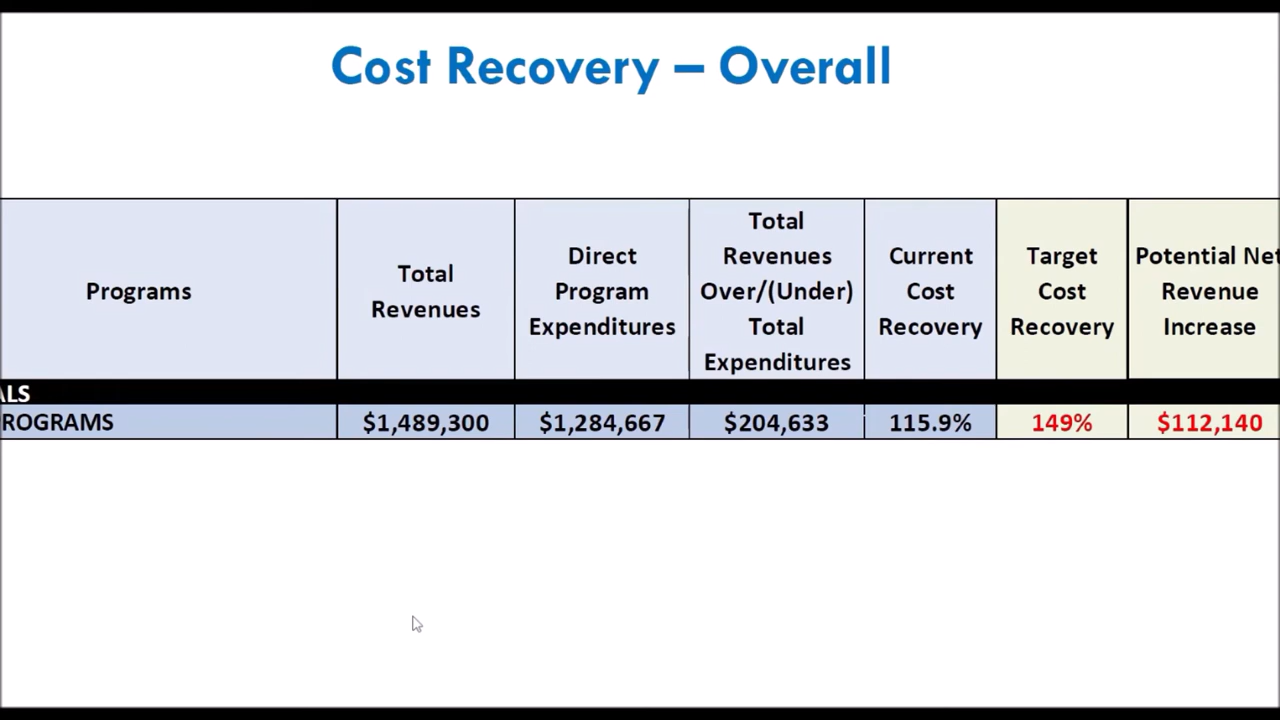 Cost Recovery – Overall
Programs
Total
Revenues
Direct
Program
Expenditures
Total
Revenues
Over/(Under)
Total
Expenditures
Current
Cost
Recovery
Target
Cost
Recovery
Potential Net
Revenue
Increase
ALS
ROGRAMS $1,489,300 $1,284,667 $204,633 115.9% 149% $112,140